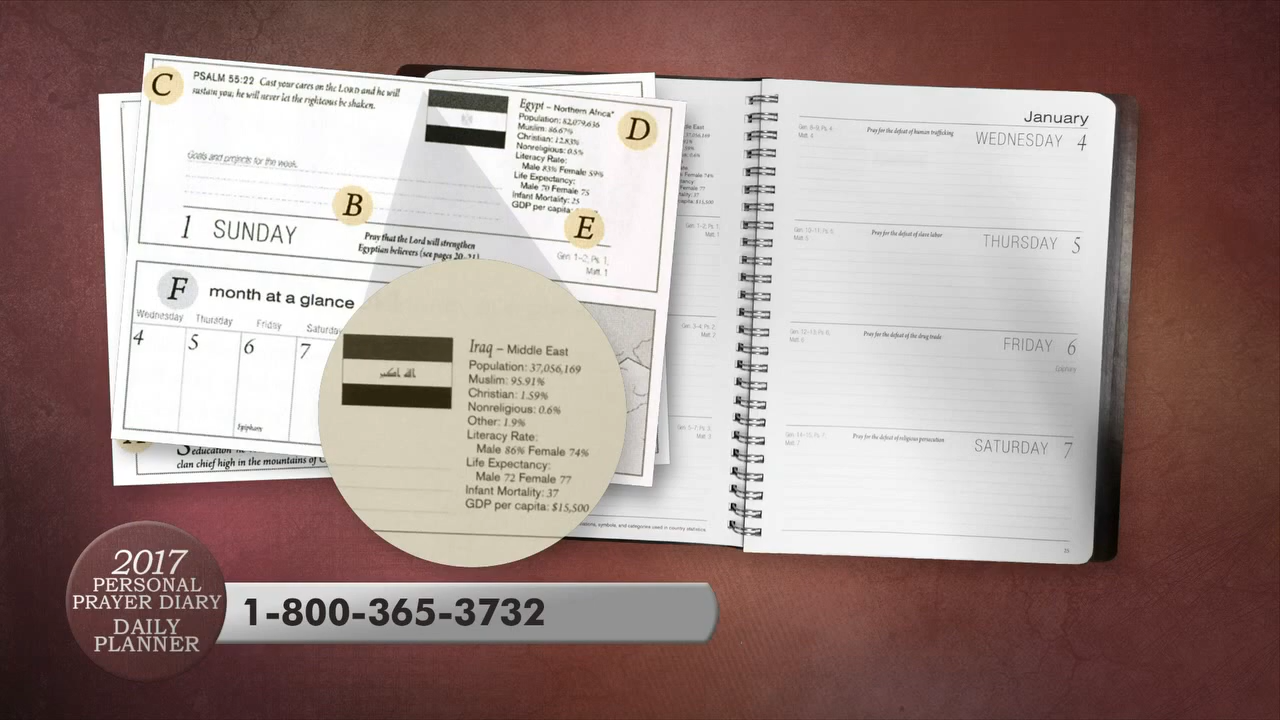 C
PSALM 55:22 Cast your cares on the LORD and he will
sustain you; he will never let the righteous be shaken.
Goals and projects for the week.
B
1 SUNDAY
Pray that the Lord will strengthen
Egyptian believers (see pages 20-21)
Egypt – Northern Africa*
Population: 82,079,636
Muslim: 86.67%
Christian: 12.83%
Nonreligious: 0.5%
Literacy Rate:
Male 83% Female 59%
Life Expectancy:
Male 70 Female 75
Infant Mortality: 25
GDP per capita:
D
E
Gen. 1-2; Ps. 1;
Matt. 1
F month at a glance
Wednesday Thursday Friday Saturday
4 5 6 7
Epiphany
education
clan chief high in the mountains of
Iraq – Middle East
Population: 37,056,169
Muslim: 95.91%
Christian: 1.59%
Nonreligious: 0.6%
Other: 1.9%
Literacy Rate:
Male 86% Female 74%
Life Expectancy:
Male 72 Female 77
Infant Mortality: 37
GDP per capita: $15,500
الله اكبر
January
Pray for the defeat of human trafficking
WEDNESDAY 4
Pray for the defeat of slave labor
THURSDAY 5
Pray for the defeat of the drug trade
FRIDAY 6
Epiphany
Pray for the defeat of religious persecution
SATURDAY 7
25
2017
PERSONAL
PRAYER DIARY
DAILY
PLANNER
1-800-365-3732